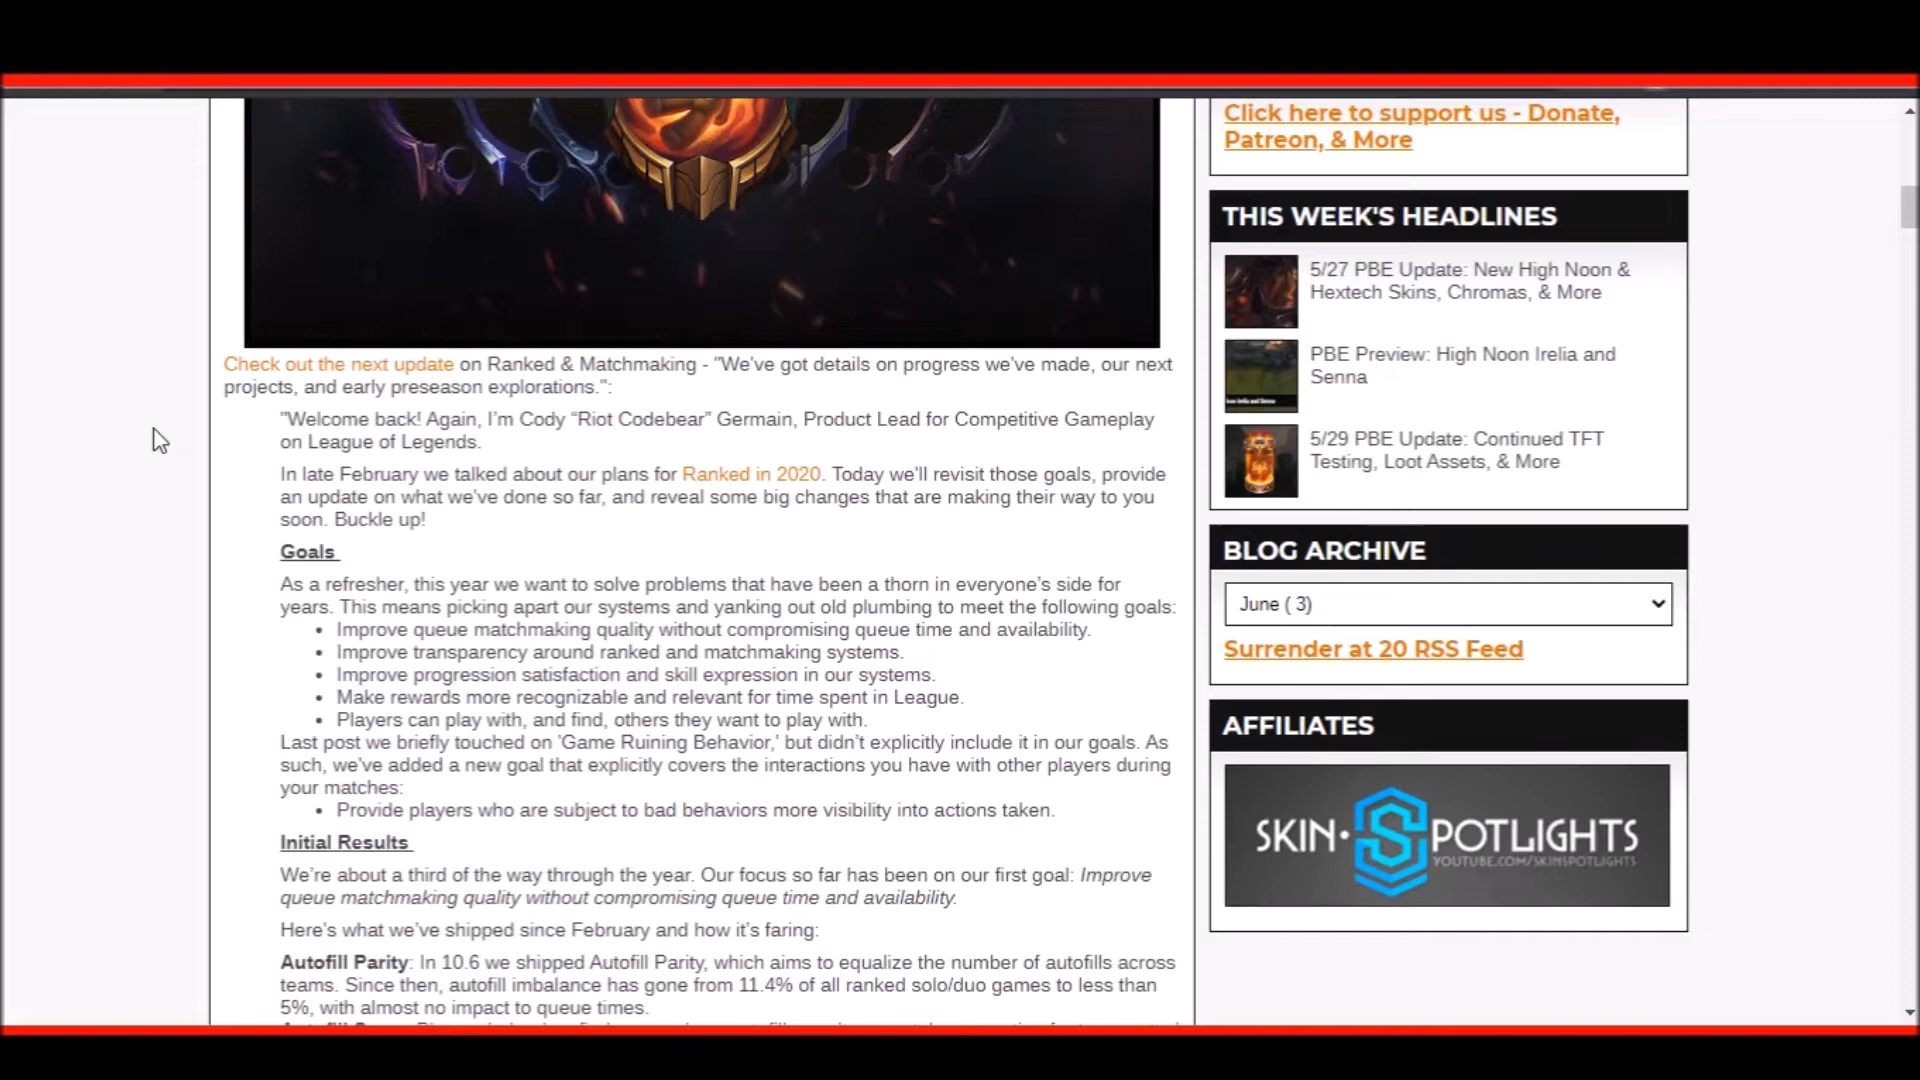 Check out the next update on Ranked & Matchmaking - "We've got details on progress we've made, our next
projects, and early preseason explorations.":
"Welcome back! Again, I’m Cody “Riot Codebear” Germain, Product Lead for Competitive Gameplay
on League of Legends.
In late February we talked about our plans for Ranked in 2020. Today we’ll revisit those goals, provide
an update on what we’ve done so far, and reveal some big changes that are making their way to you
soon. Buckle up!
Goals
As a refresher, this year we want to solve problems that have been a thorn in everyone’s side for
years. This means picking apart our systems and yanking out old plumbing to meet the following goals:
• Improve queue matchmaking quality without compromising queue time and availability.
• Improve transparency around ranked and matchmaking systems.
• Improve progression satisfaction and skill expression in our systems.
• Make rewards more recognizable and relevant for time spent in League.
• Players can play with, and find, others they want to play with.
Last post we briefly touched on 'Game Ruining Behavior,' but didn’t explicitly include it in our goals. As
such, we've added a new goal that explicitly covers the interactions you have with other players during
your matches:
• Provide players who are subject to bad behaviors more visibility into actions taken.
Initial Results
We’re about a third of the way through the year. Our focus so far has been on our first goal: Improve
queue matchmaking quality without compromising queue time and availability.
Here’s what we’ve shipped since February and how it’s faring:
Autofill Parity: In 10.6 we shipped Autofill Parity, which aims to equalize the number of autofills across
teams. Since then, autofill imbalance has gone from 11.4% of all ranked solo/duo games to less than
5%, with almost no impact to queue times.
Click here to support us - Donate,
Patreon, & More
THIS WEEK'S HEADLINES
5/27 PBE Update: New High Noon &
Hextech Skins, Chromas, & More
PBE Preview: High Noon Irelia and
Senna
5/29 PBE Update: Continued TFT
Testing, Loot Assets, & More
BLOG ARCHIVE
June ( 3)
Surrender at 20 RSS Feed
AFFILIATES
SKIN•SPOTLIGHTS
YOUTUBE.COM/SKINSPOTLIGHTS